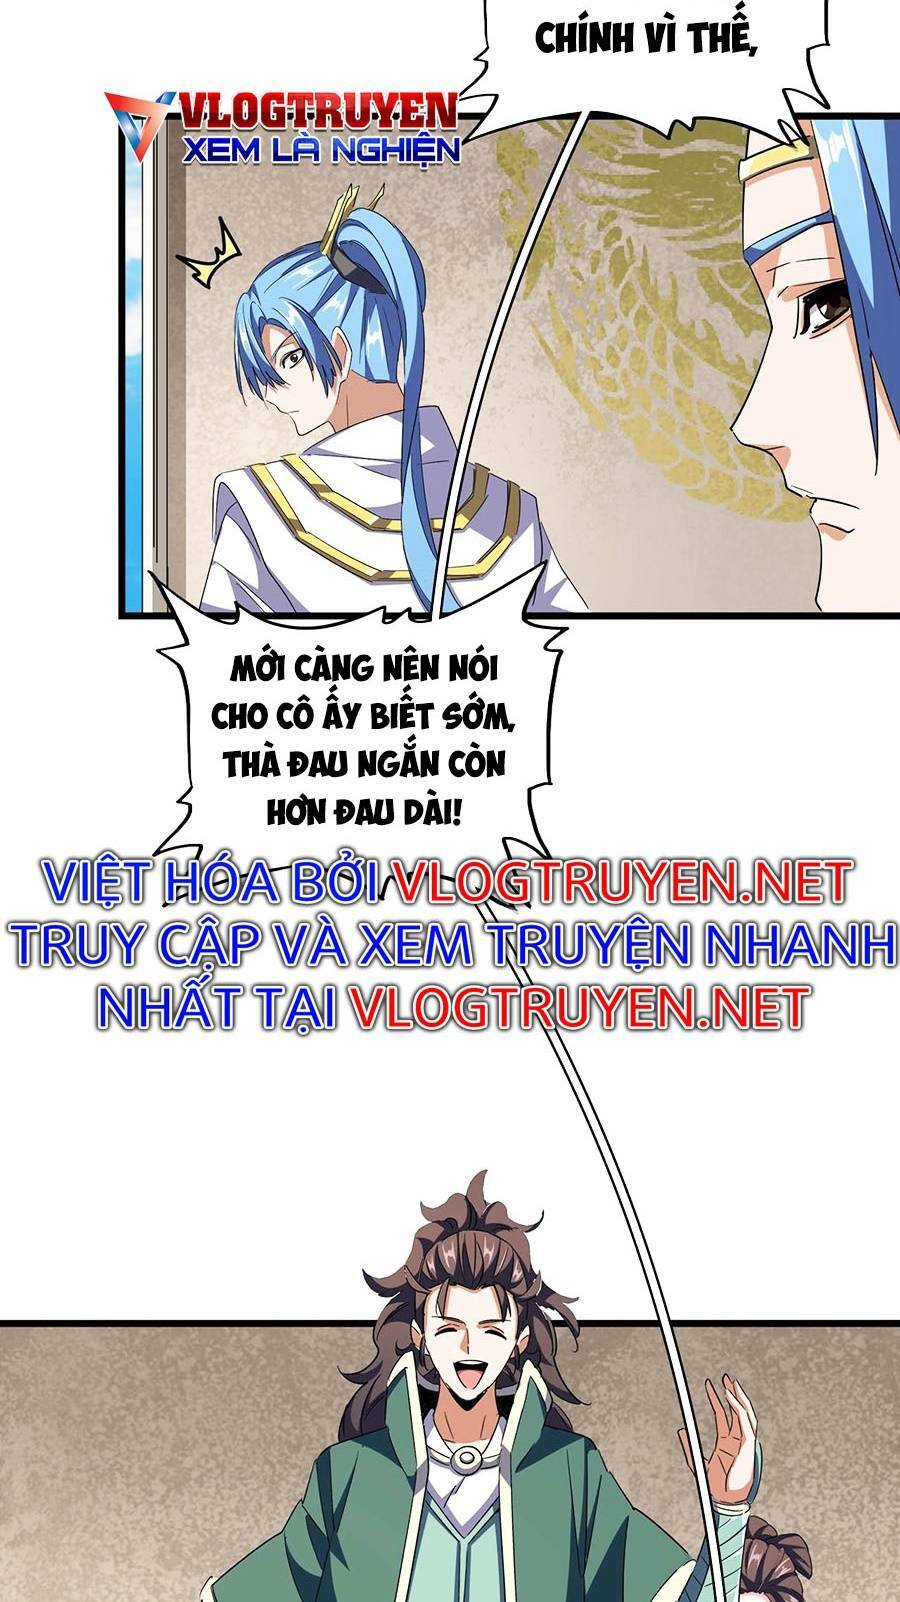 CHÍNH VÌ THẾ,
VLOGTRUYEN
XEM LÀ NGHIỆN
MỚI CÀNG NÊN NÓI
CHO CÔ ẤY BIẾT SỚM,
THÀ ĐAU NGẮN CÒN
HƠN ĐAU DÀI!
VIỆT HÓA BỞI VLOGTRUYEN.NET
TRUY CẬP VÀ XEM TRUYỆN NHANH
NHẤT TẠI VLOGTRUYEN.NET